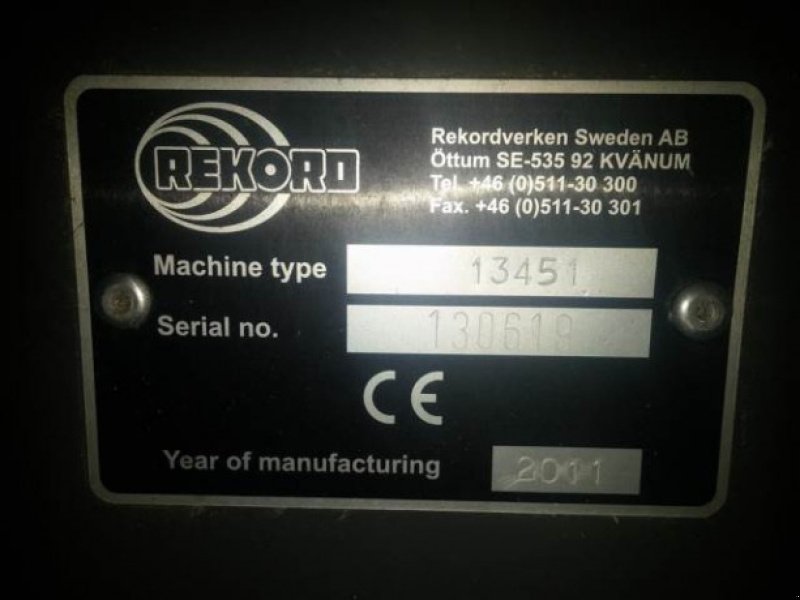 REKORD
Rekordverken Sweden AB
Öttum SE-535 92 KVÄNUM
Tel. +46 (0)511-30 300
Fax. +46 (0)511-30 301
Machine type 13451
Serial no. 130619
CE
Year of manufacturing 2011